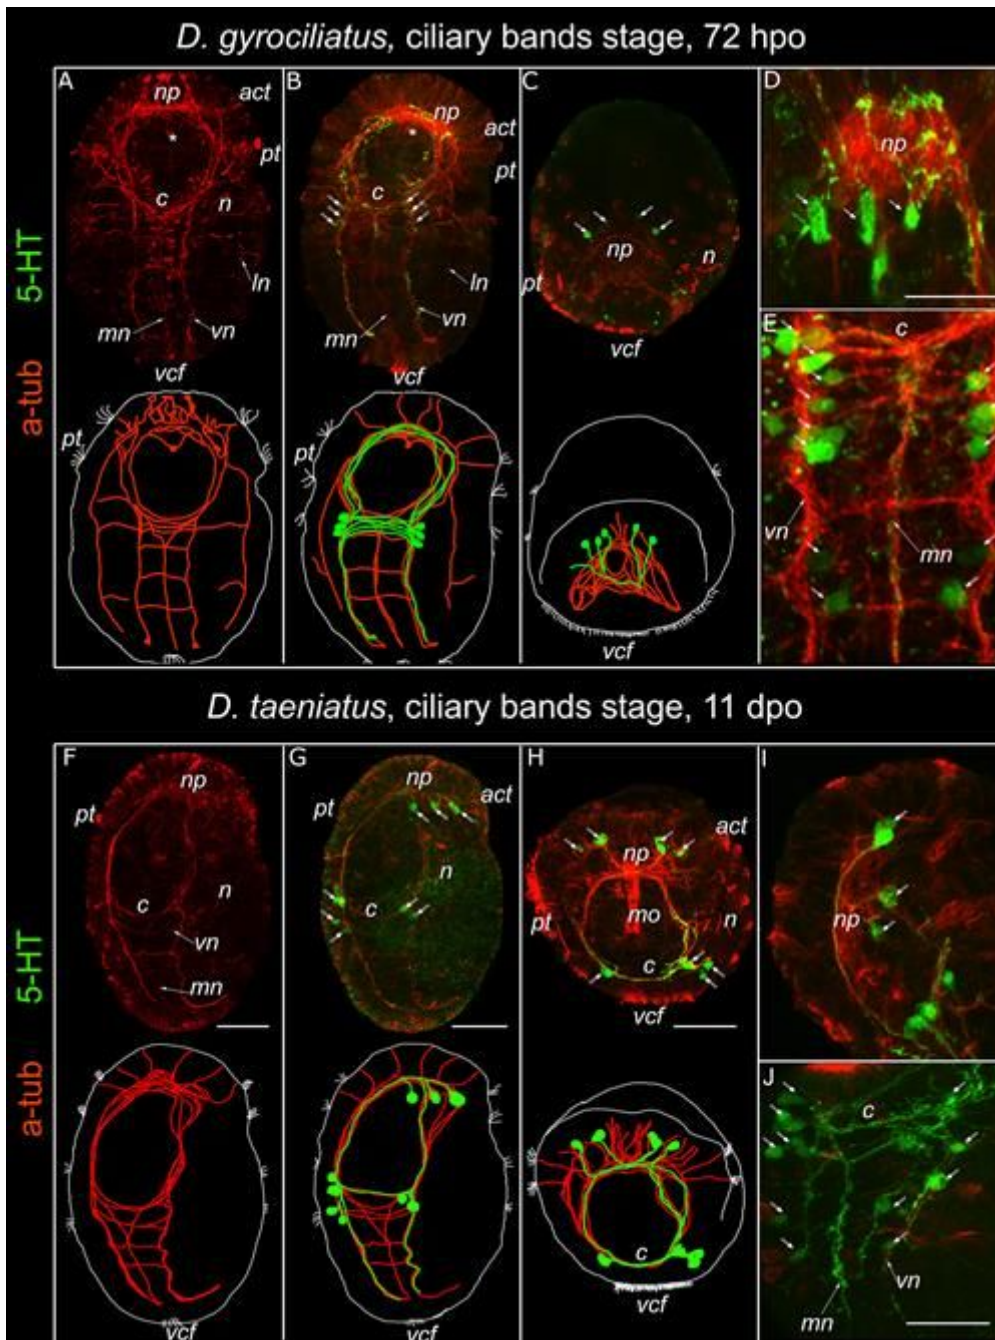 D. gyrociliatus, ciliary bands stage, 72 hpo
a-tub 5-HT
A
np
act
*
pt
c
n
ln
mn
vn
vcf
pt
B
np
*
act
pt
c
ln
mn
vn
vcf
pt
C
np
n
pt
vcf
vcf
D
np
E
c
vn
mn
D. taeniatus, ciliary bands stage, 11 dpo
a-tub 5-HT
F
np
pt
c
n
vn
mn
vcf
G
np
act
pt
n
c
H
act
np
mo
pt
n
c
vcf
c
vcf
I
np
J
c
vn
mn